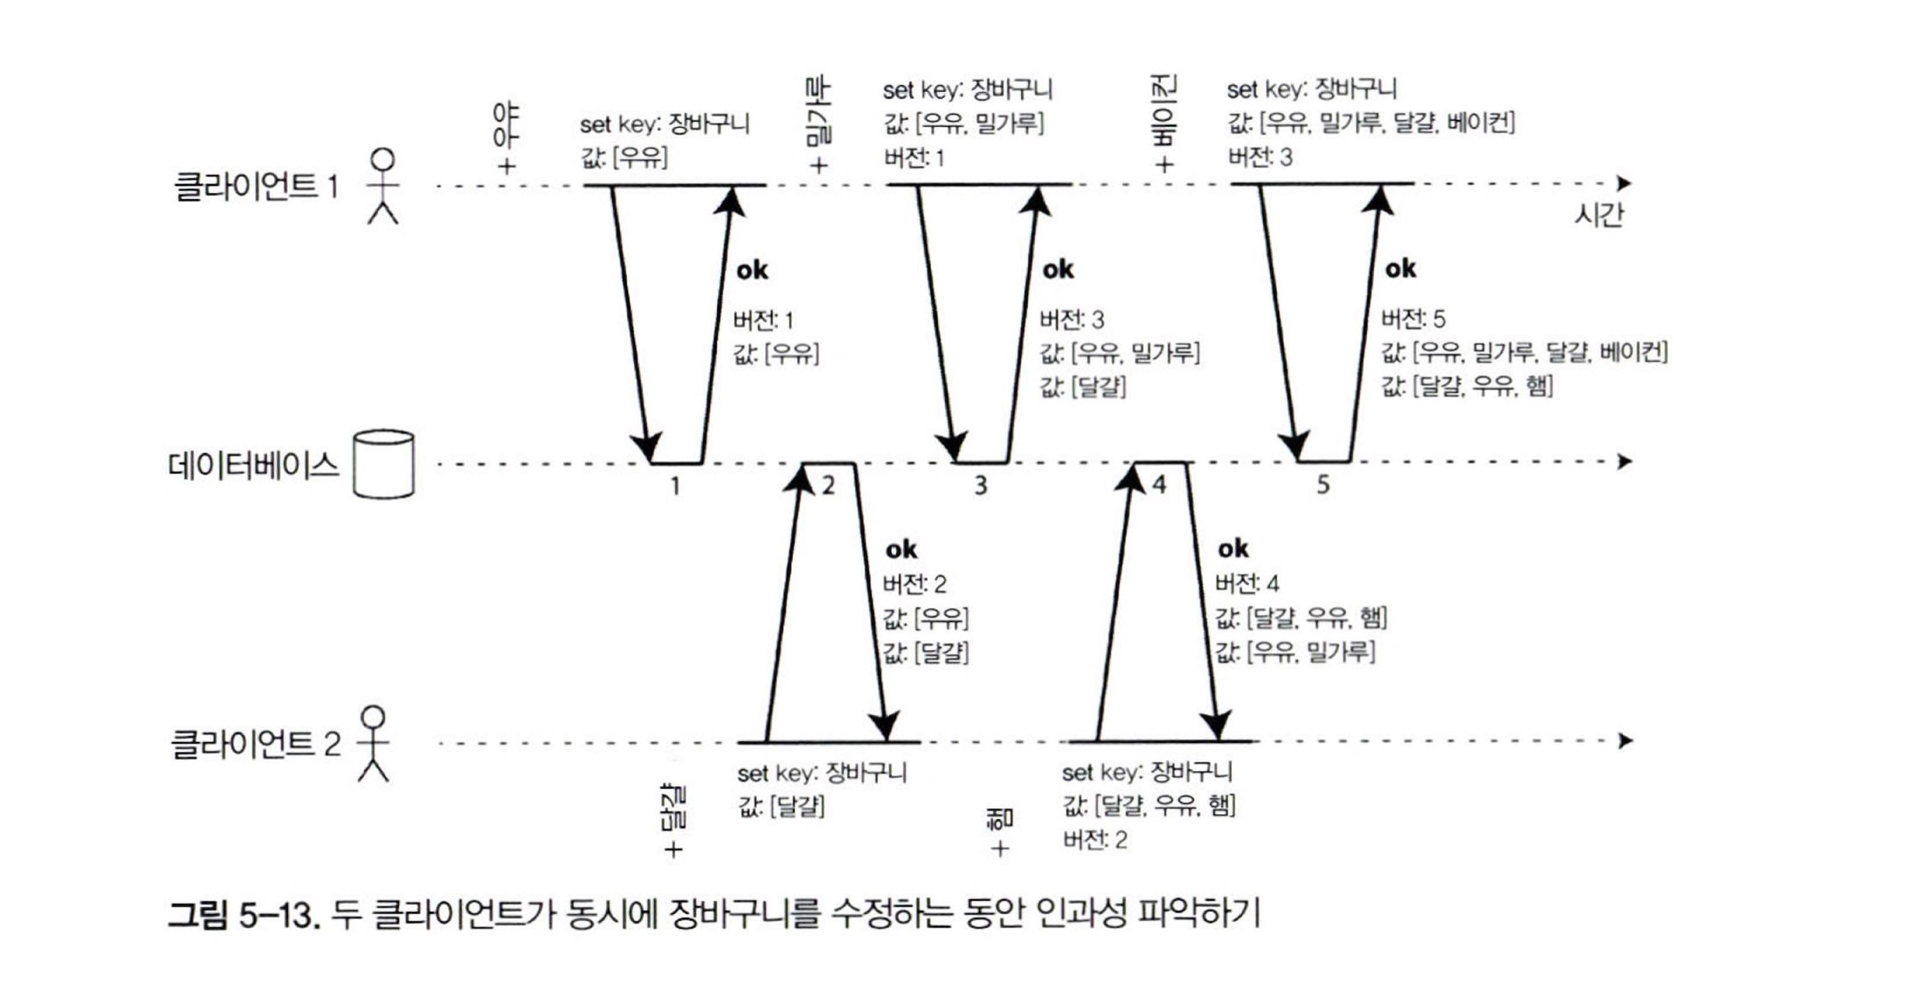 + 우유
set key: 장바구니
값: [우유]
+ 밀가루
set key: 장바구니
값: [우유, 밀가루]
버전: 1
+ 베이컨
set key: 장바구니
값: [우유, 밀가루, 달걀, 베이컨]
버전: 3
클라이언트 1
시간
ok
버전: 1
값: [우유]
ok
버전: 3
값: [우유, 밀가루]
값: [달걀]
ok
버전: 5
값: [우유, 밀가루, 달걀, 베이컨]
값: [달걀, 우유, 햄]
데이터베이스
1
2
3
4
5
ok
버전: 2
값: [우유]
값: [달걀]
ok
버전: 4
값: [달걀, 우유, 햄]
값: [우유, 밀가루]
클라이언트 2
+ 달걀
set key: 장바구니
값: [달걀]
+ 햄
set key: 장바구니
값: [달걀, 우유, 햄]
버전: 2
그림 5-13. 두 클라이언트가 동시에 장바구니를 수정하는 동안 인과성 파악하기